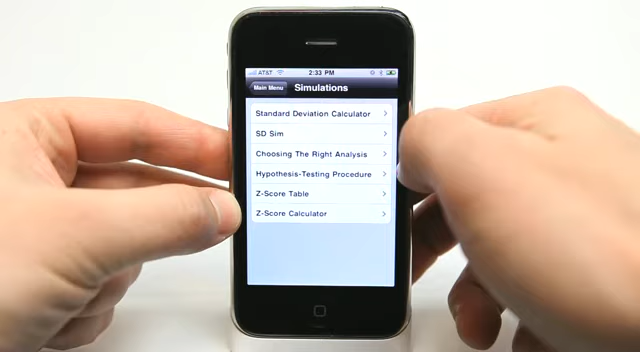 AT&T 2:33 PM
Main Menu Simulations
Standard Deviation Calculator
SD Sim
Choosing The Right Analysis
Hypothesis-Testing Procedure
Z-Score Table
Z-Score Calculator